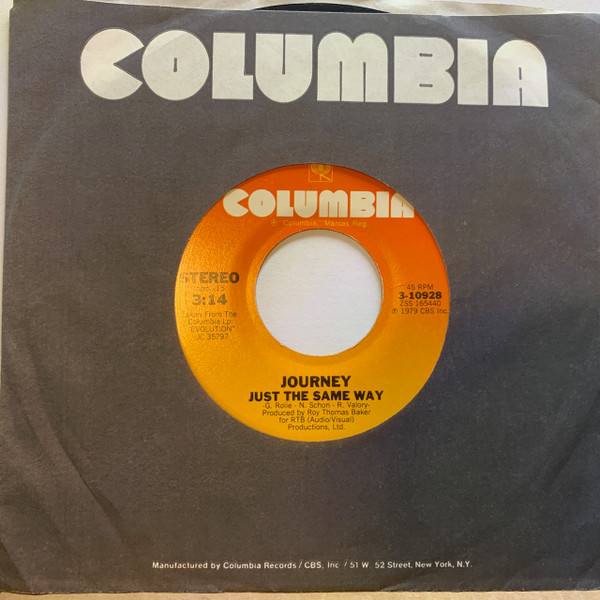 COLUMBIA
COLUMBIA
® "Columbia," Marcas Reg.
STEREO
3:14
Taken From The
Columbia Lp.
"EVOLUTION"
JC 35797
45 RPM
3-10928
ZSS 165440
℗ 1979 CBS Inc.
JOURNEY
JUST THE SAME WAY
-G. Rolie - N. Schon - R. Valory-
Produced by Roy Thomas Baker
for RTB (Audio/Visual)
Productions, Ltd.
Manufactured by Columbia Records / CBS, Inc. / 51 W. 52 Street, New York, N.Y.